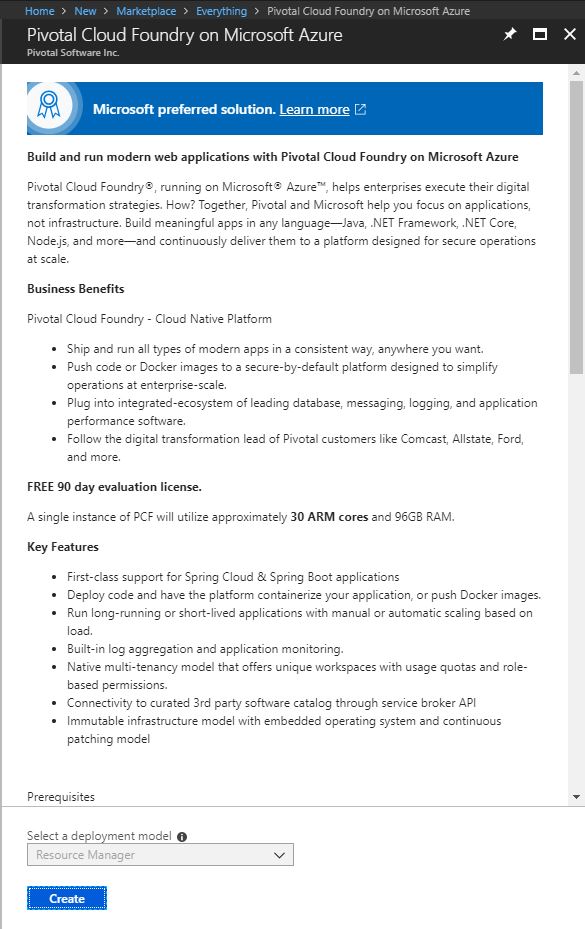 Home > New > Marketplace > Everything > Pivotal Cloud Foundry on Microsoft Azure
Pivotal Cloud Foundry on Microsoft Azure
Pivotal Software Inc.
Microsoft preferred solution. Learn more
Build and run modern web applications with Pivotal Cloud Foundry on Microsoft Azure
Pivotal Cloud Foundry®, running on Microsoft® Azure™, helps enterprises execute their digital
transformation strategies. How? Together, Pivotal and Microsoft help you focus on applications,
not infrastructure. Build meaningful apps in any language—Java, .NET Framework, .NET Core,
Node.js, and more—and continuously deliver them to a platform designed for secure operations
at scale.
Business Benefits
Pivotal Cloud Foundry - Cloud Native Platform
• Ship and run all types of modern apps in a consistent way, anywhere you want.
• Push code or Docker images to a secure-by-default platform designed to simplify
operations at enterprise-scale.
• Plug into integrated-ecosystem of leading database, messaging, logging, and application
performance software.
• Follow the digital transformation lead of Pivotal customers like Comcast, Allstate, Ford,
and more.
FREE 90 day evaluation license.
A single instance of PCF will utilize approximately 30 ARM cores and 96GB RAM.
Key Features
• First-class support for Spring Cloud & Spring Boot applications
• Deploy code and have the platform containerize your application, or push Docker images.
• Run long-running or short-lived applications with manual or automatic scaling based on
load.
• Built-in log aggregation and application monitoring.
• Native multi-tenancy model that offers unique workspaces with usage quotas and role-
based permissions.
• Connectivity to curated 3rd party software catalog through service broker API
• Immutable infrastructure model with embedded operating system and continuous
patching model
Prerequisites
Select a deployment model
Resource Manager
Create